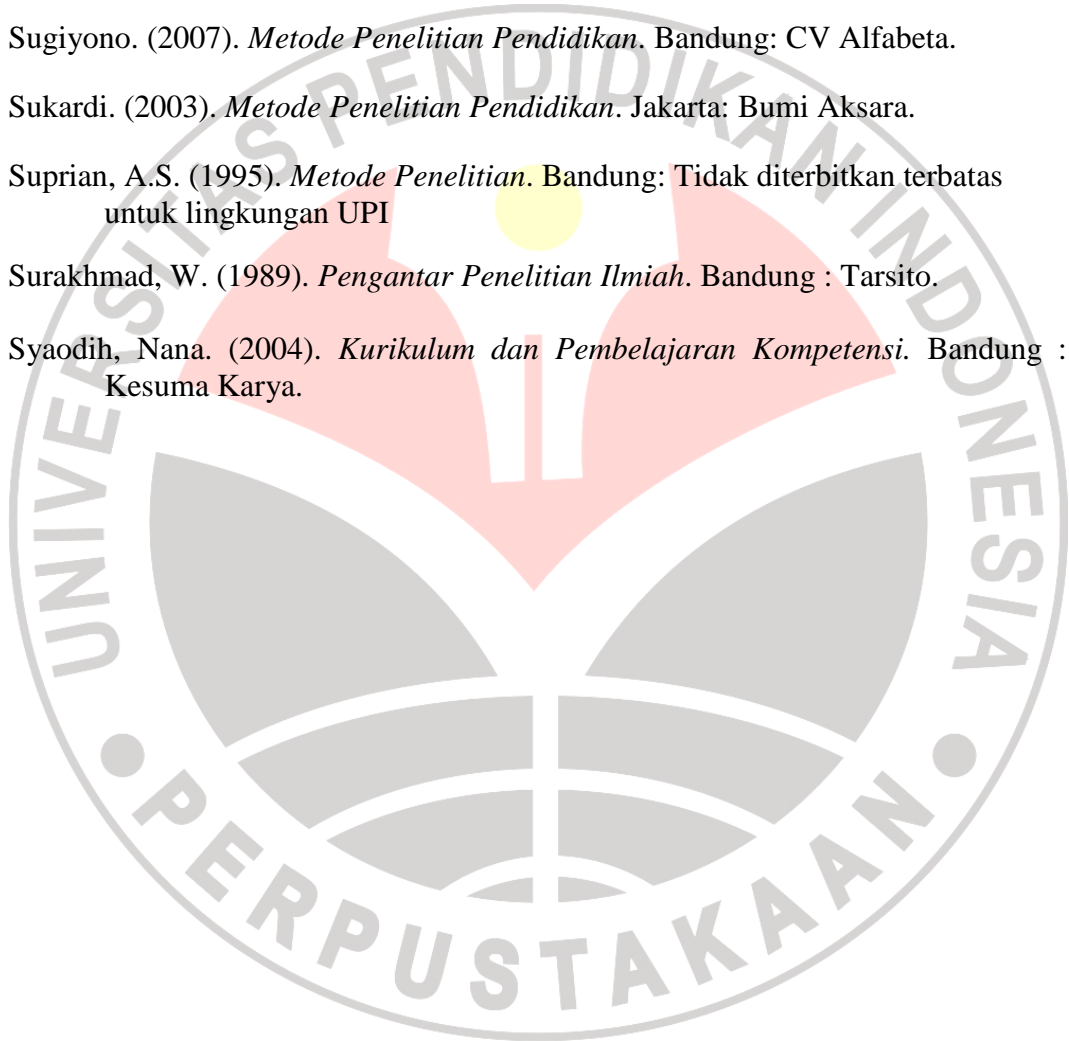 Sugiyono. (2007). Metode Penelitian Pendidikan. Bandung: CV Alfabeta.
Sukardi. (2003). Metode Penelitian Pendidikan. Jakarta: Bumi Aksara.
Suprian, A.S. (1995). Metode Penelitian. Bandung: Tidak diterbitkan terbatas
untuk lingkungan UPI
Surakhmad, W. (1989). Pengantar Penelitian Ilmiah. Bandung : Tarsito.
Syaodih, Nana. (2004). Kurikulum dan Pembelajaran Kompetensi. Bandung :
Kesuma Karya.
UNIVERSITAS PENDIDIKAN INDONESIA
PERPUSTAKAAN